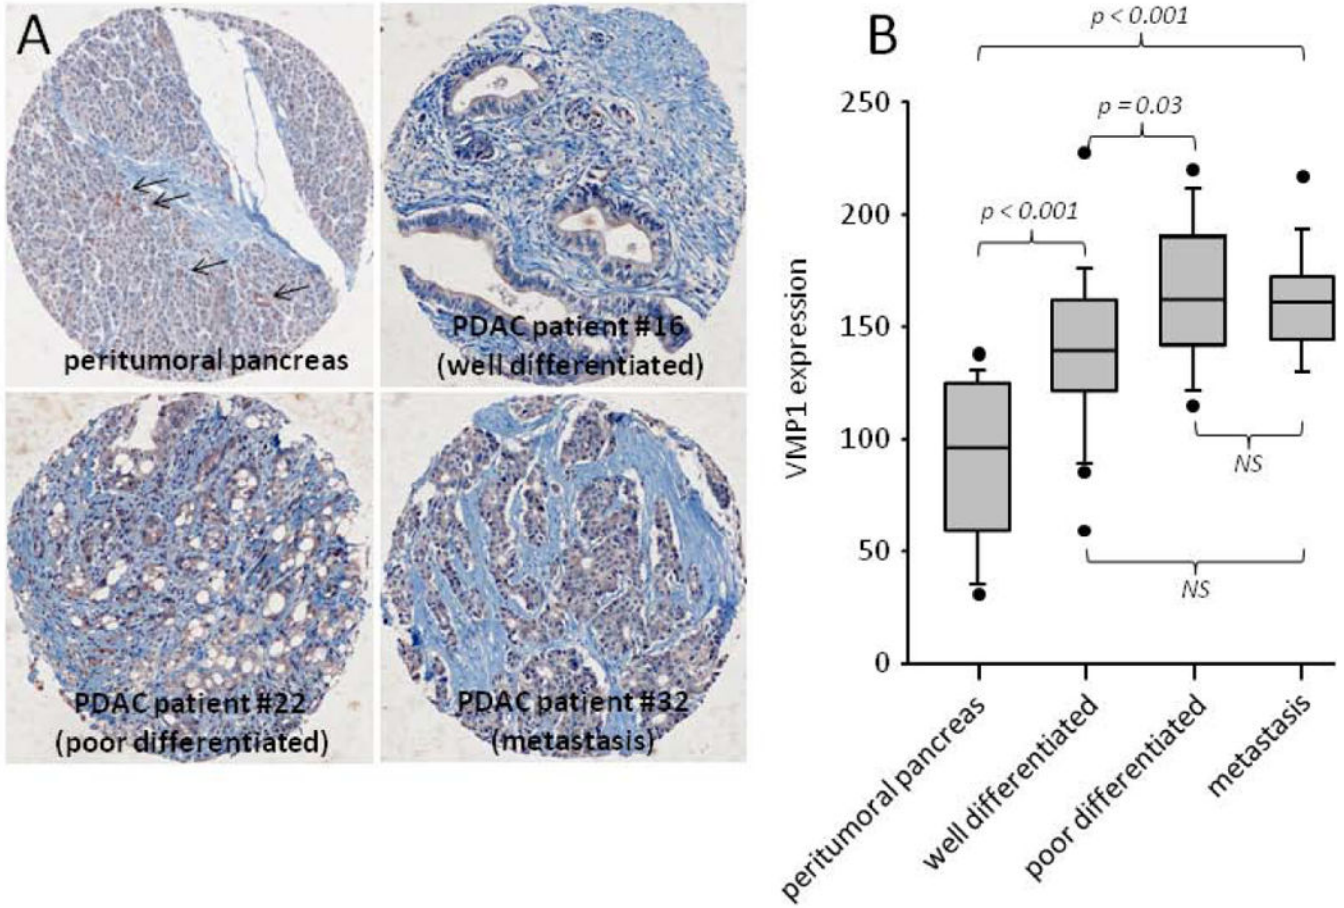 A
peritumoral pancreas
PDAC patient #16
(well differentiated)
PDAC patient #22
(poor differentiated)
PDAC patient #32
(metastasis)
B
p < 0.001
p = 0.03
p < 0.001
NS
NS
VMP1 expression
250
200
150
100
50
0
peritumoral pancreas
well differentiated
poor differentiated
metastasis